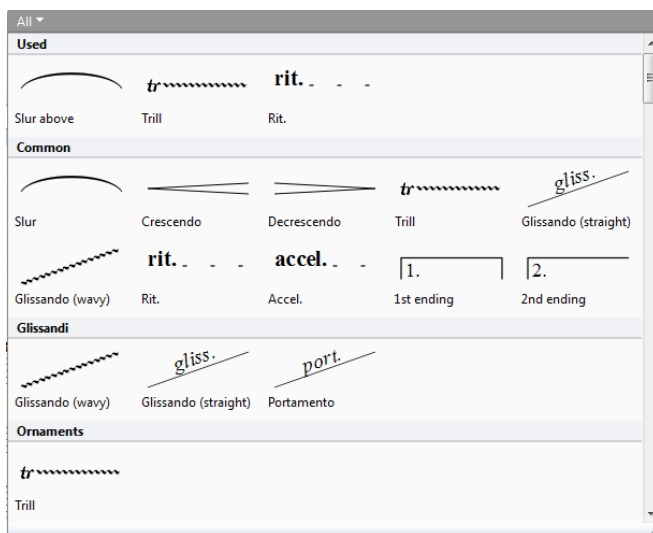 All
Used
tr rit.
Slur above Trill Rit.
Common
tr gliss.
Slur Crescendo Decrescendo Trill Glissando (straight)
rit. accel. 1. 2.
Glissando (wavy) Rit. Accel. 1st ending 2nd ending
Glissandi
gliss. port.
Glissando (wavy) Glissando (straight) Portamento
Ornaments
tr
Trill